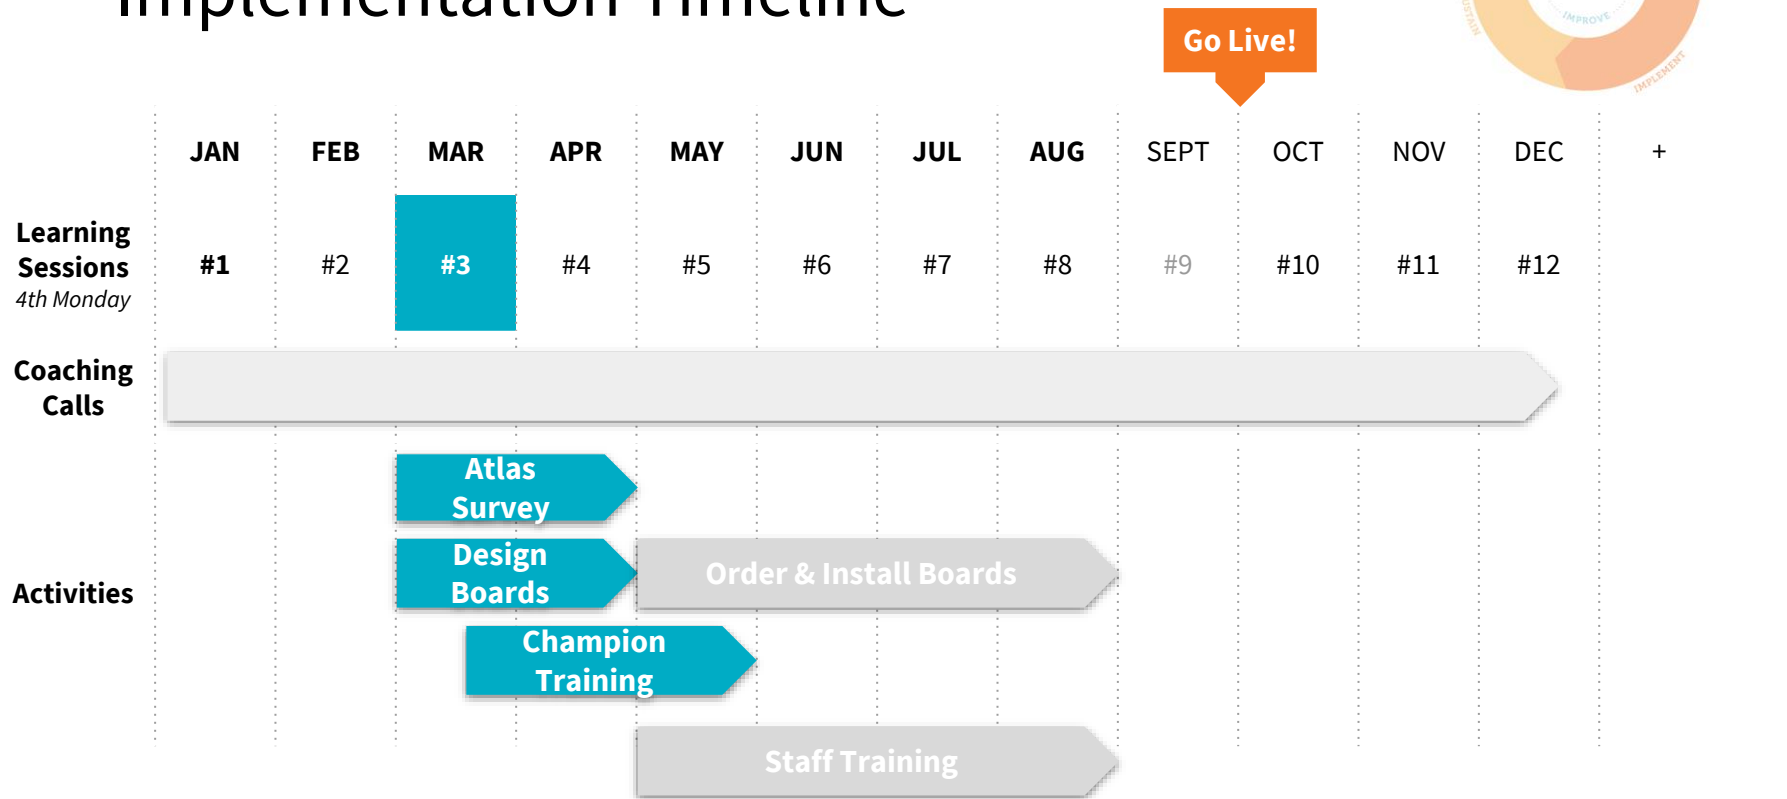 Implementation Timeline
IMPROVE
IMPLEMENT
Go Live!
JAN FEB MAR APR MAY JUN JUL AUG SEPT OCT NOV DEC +
Learning
Sessions
4th Monday
#1 #2 #3 #4 #5 #6 #7 #8 #9 #10 #11 #12
Coaching
Calls
Activities
Atlas
Survey
Design
Boards
Order & Install Boards
Champion
Training
Staff Training